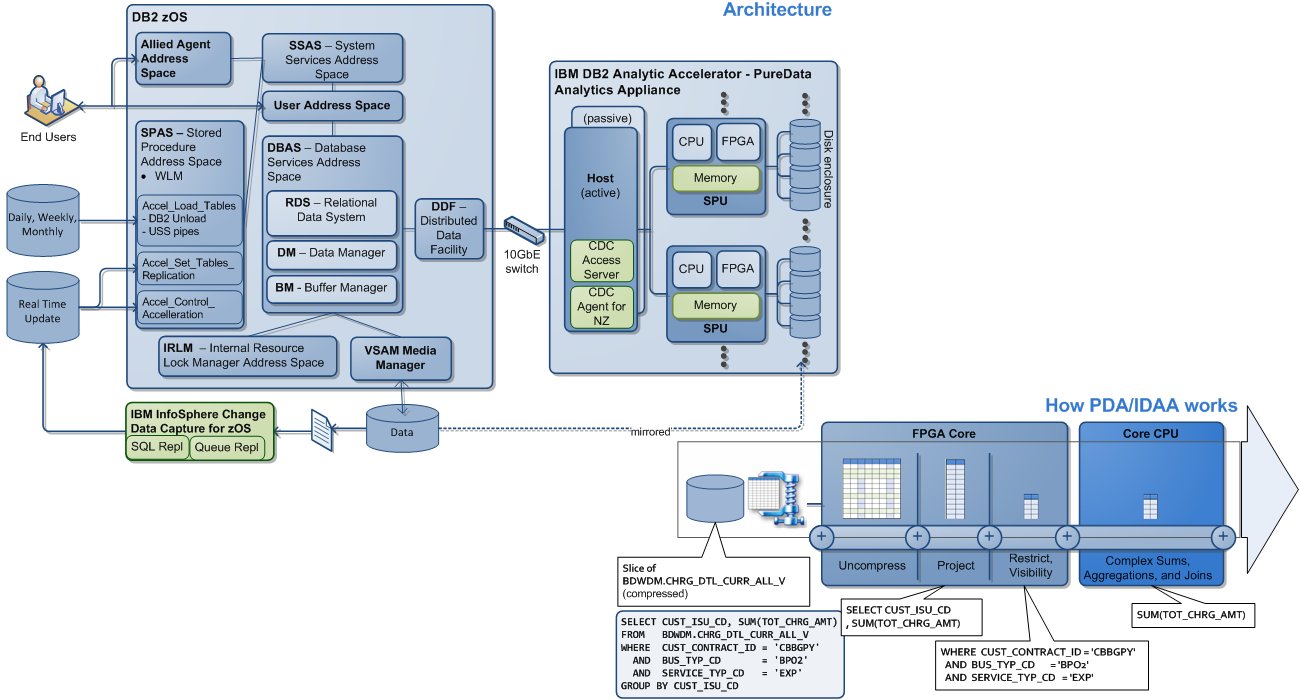 Architecture
DB2 zOS
Allied Agent
Address
Space
SSAS – System
Services Address
Space
User Address Space
End Users
SPAS – Stored
Procedure
Address Space
• WLM
Accel_Load_Tables
- DB2 Unload
- USS pipes
Accel_Set_Tables_
Replication
Accel_Control_
Accelleration
DBAS – Database
Services Address
Space
RDS – Relational
Data System
DM – Data Manager
BM - Buffer Manager
DDF –
Distributed
Data
Facility
Daily, Weekly,
Monthly
Real Time
Update
IRLM – Internal Resource
Lock Manager Address Space
VSAM Media
Manager
10GbE
switch
IBM DB2 Analytic Accelerator - PureData
Analytics Appliance
(passive)
Host
(active)
CDC
Access
Server
CDC
Agent for
NZ
CPU
FPGA
Memory
SPU
CPU
FPGA
Memory
SPU
Disk enclosure
IBM InfoSphere Change
Data Capture for zOS
SQL Repl
Queue Repl
Data
mirrored
How PDA/IDAA works
FPGA Core
Core CPU
+
+
+
+
+
Uncompress
Project
Restrict,
Visibility
Complex Sums,
Aggregations, and Joins
Slice of
BDWDM.CHRG_DTL_CURR_ALL_V
(compressed)
SELECT CUST_ISU_CD, SUM(TOT_CHRG_AMT)
FROM BDWDM.CHRG_DTL_CURR_ALL_V
WHERE CUST_CONTRACT_ID = 'CBBGPY'
AND BUS_TYP_CD = 'BPO2'
AND SERVICE_TYP_CD = 'EXP'
GROUP BY CUST_ISU_CD
SELECT CUST_ISU_CD
, SUM(TOT_CHRG_AMT)
WHERE CUST_CONTRACT_ID = 'CBBGPY'
AND BUS_TYP_CD = 'BPO2'
AND SERVICE_TYP_CD = 'EXP'
SUM(TOT_CHRG_AMT)